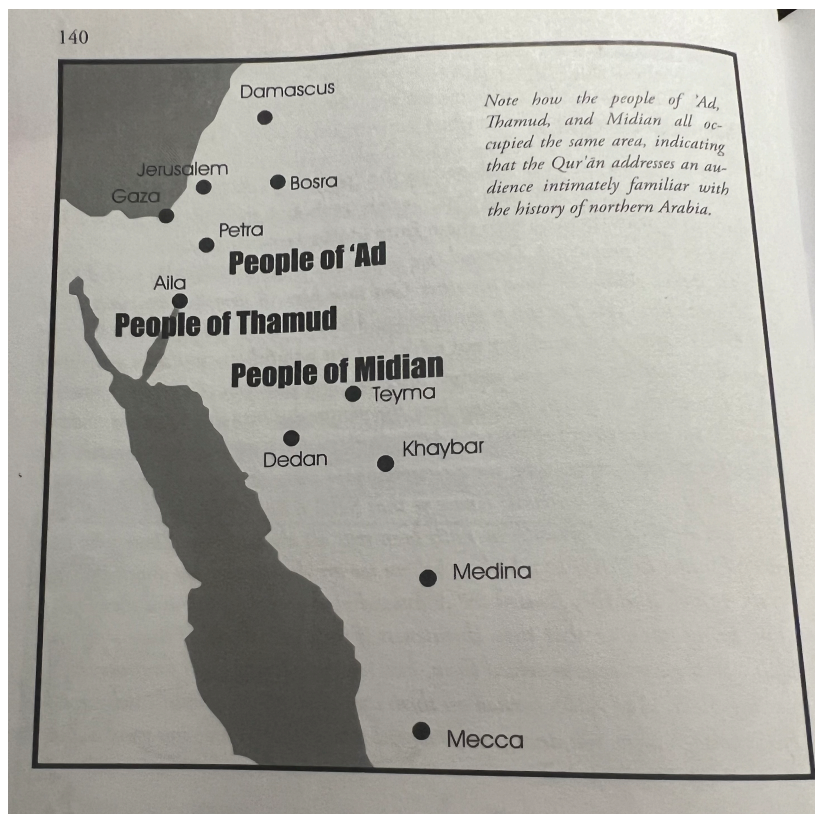 140
Damascus
Note how the people of ‘Ad,
Thamud, and Midian all oc-
cupied the same area, indicating
that the Qur’ān addresses an au-
dience intimately familiar with
the history of northern Arabia.
Jerusalem
Bosra
Gaza
Petra
People of ‘Ad
Aila
People of Thamud
People of Midian
Teyma
Dedan
Khaybar
Medina
Mecca